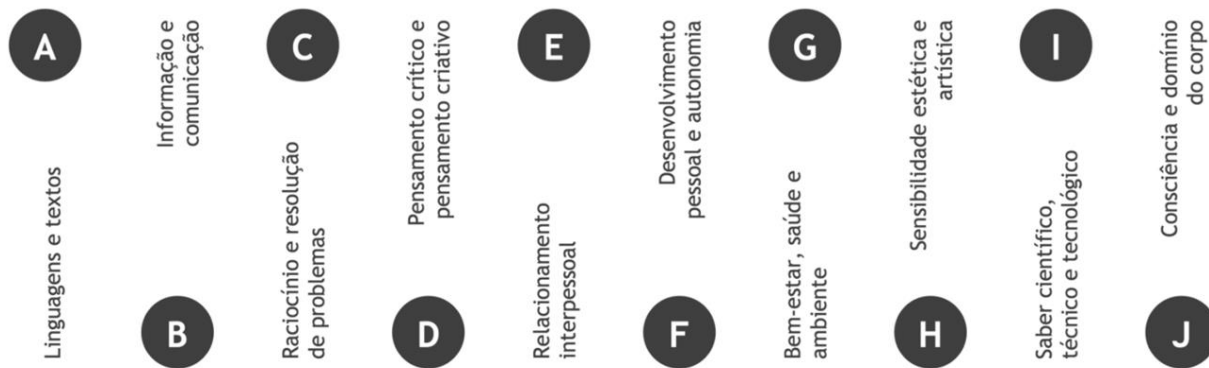 A
Linguagens e textos
B
Informação e
comunicação
C
Raciocínio e resolução
de problemas
D
Pensamento crítico e
pensamento criativo
E
Relacionamento
interpessoal
F
Desenvolvimento
pessoal e autonomia
G
Bem-estar, saúde e
ambiente
H
Sensibilidade estética e
artística
I
Saber científico,
técnico e tecnológico
J
Consciência e domínio
do corpo